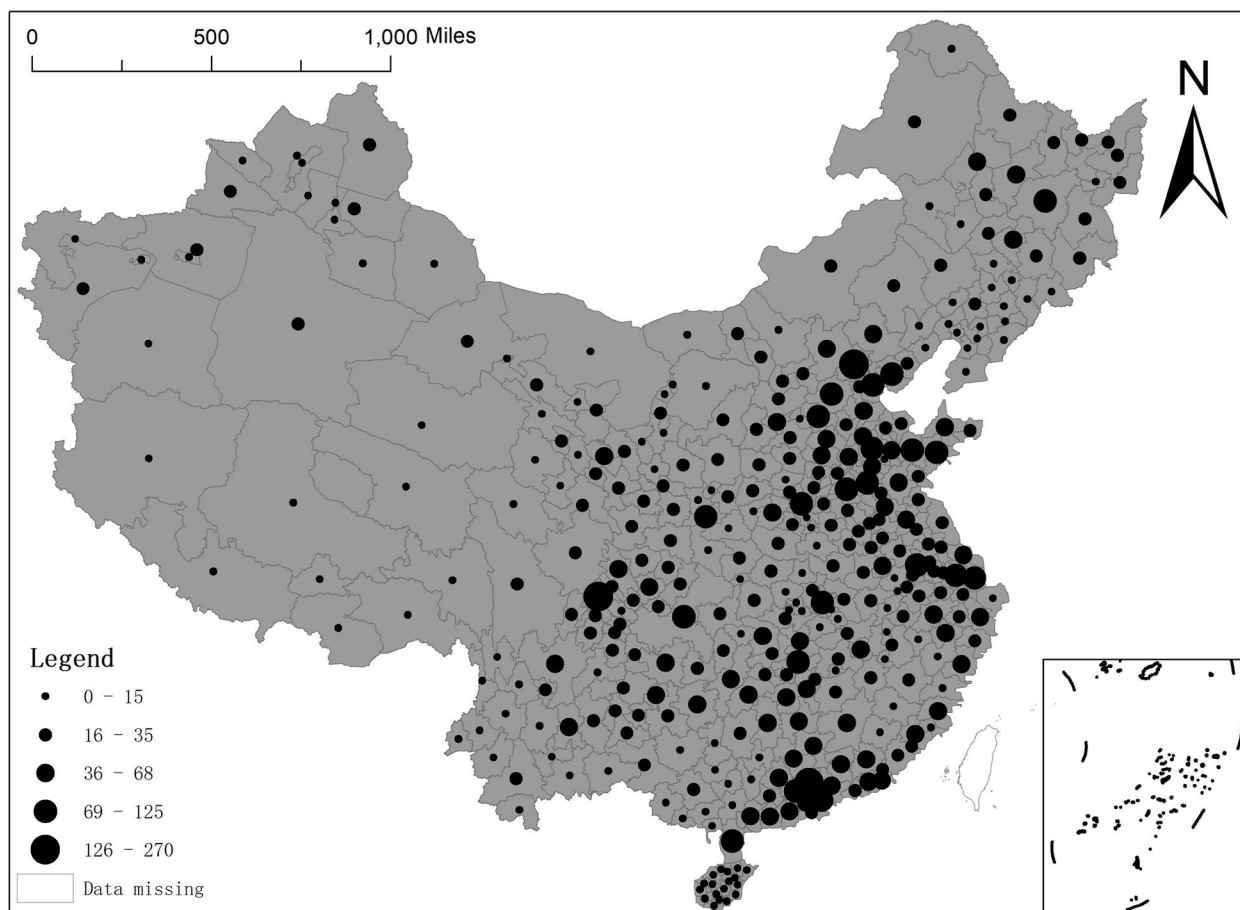 0 500 1,000 Miles
N
Legend
0 - 15
16 - 35
36 - 68
69 - 125
126 - 270
Data missing